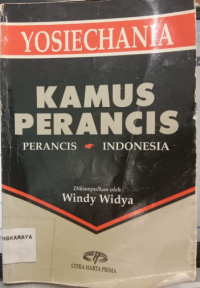 YOSIECHANIA
KAMUS
PERANCIS
PERANCIS INDONESIA
Dikumpulkan oleh:
Windy Widya
CITRA HARTA PRIMA